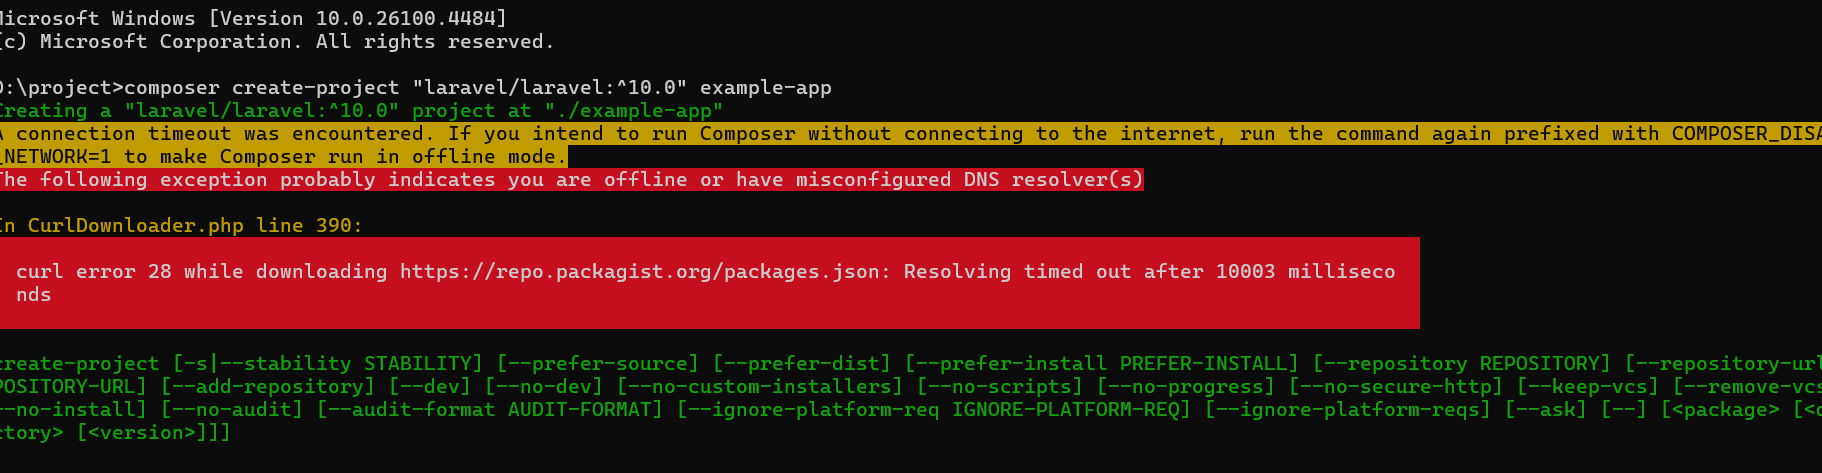 Microsoft Windows [Version 10.0.26100.4484]
(c) Microsoft Corporation. All rights reserved.
D:\project>composer create-project "laravel/laravel:^10.0" example-app
Creating a "laravel/laravel:^10.0" project at "./example-app"
A connection timeout was encountered. If you intend to run Composer without connecting to the internet, run the command again prefixed with COMPOSER_DISA
_NETWORK=1 to make Composer run in offline mode.
The following exception probably indicates you are offline or have misconfigured DNS resolver(s)
In CurlDownloader.php line 390:
curl error 28 while downloading https://repo.packagist.org/packages.json: Resolving timed out after 10003 milliseco
nds
create-project [-s|--stability STABILITY] [--prefer-source] [--prefer-dist] [--prefer-install PREFER-INSTALL] [--repository REPOSITORY] [--repository-url
POSITORY-URL] [--add-repository] [--dev] [--no-dev] [--no-custom-installers] [--no-scripts] [--no-progress] [--no-secure-http] [--keep-vcs] [--remove-vcs
--no-install] [--no-audit] [--audit-format AUDIT-FORMAT] [--ignore-platform-req IGNORE-PLATFORM-REQ] [--ignore-platform-reqs] [--ask] [--] [<package> [<d
ctory> [<version>]]]